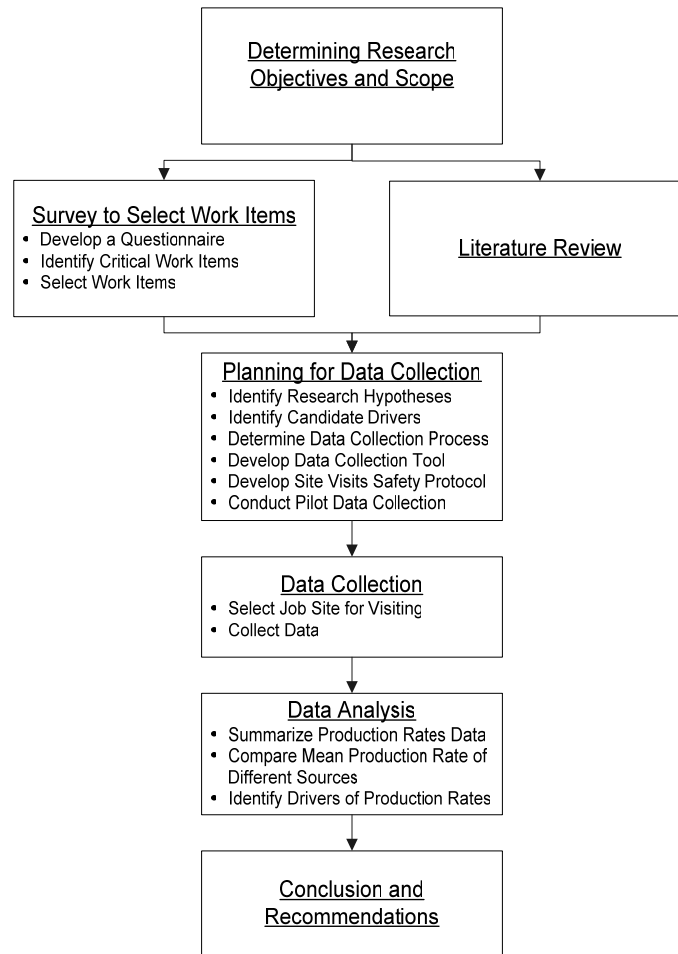 Determining Research
Objectives and Scope
Survey to Select Work Items
• Develop a Questionnaire
• Identify Critical Work Items
• Select Work Items
Literature Review
Planning for Data Collection
• Identify Research Hypotheses
• Identify Candidate Drivers
• Determine Data Collection Process
• Develop Data Collection Tool
• Develop Site Visits Safety Protocol
• Conduct Pilot Data Collection
Data Collection
• Select Job Site for Visiting
• Collect Data
Data Analysis
• Summarize Production Rates Data
• Compare Mean Production Rate of
Different Sources
• Identify Drivers of Production Rates
Conclusion and
Recommendations